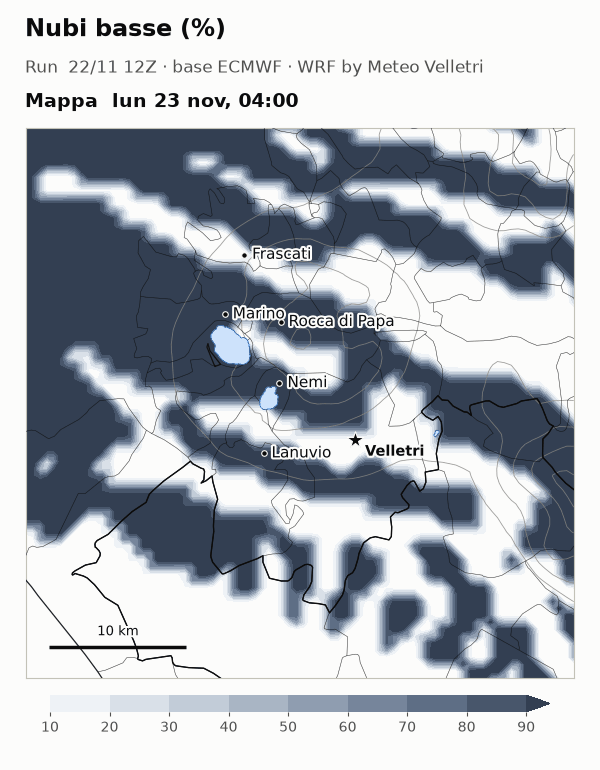 Nubi basse (%)
Run  22/11 12Z · base ECMWF · WRF by Meteo Velletri
Mappa  lun 23 nov, 04:00
Frascati
Marino
Rocca di Papa
Nemi
Velletri
Lanuvio
10 km
10 20 30 40 50 60 70 80 90